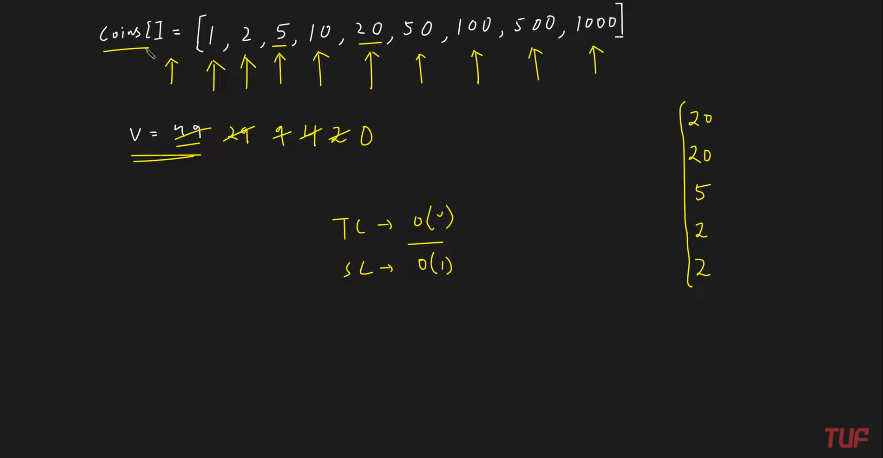 Coins[] = [1, 2, 5, 10, 20, 50, 100, 500, 1000]
V = 49 29 9 4 2 0
20
20
5
2
2
TC → O(V)
SC → O(1)
TUF